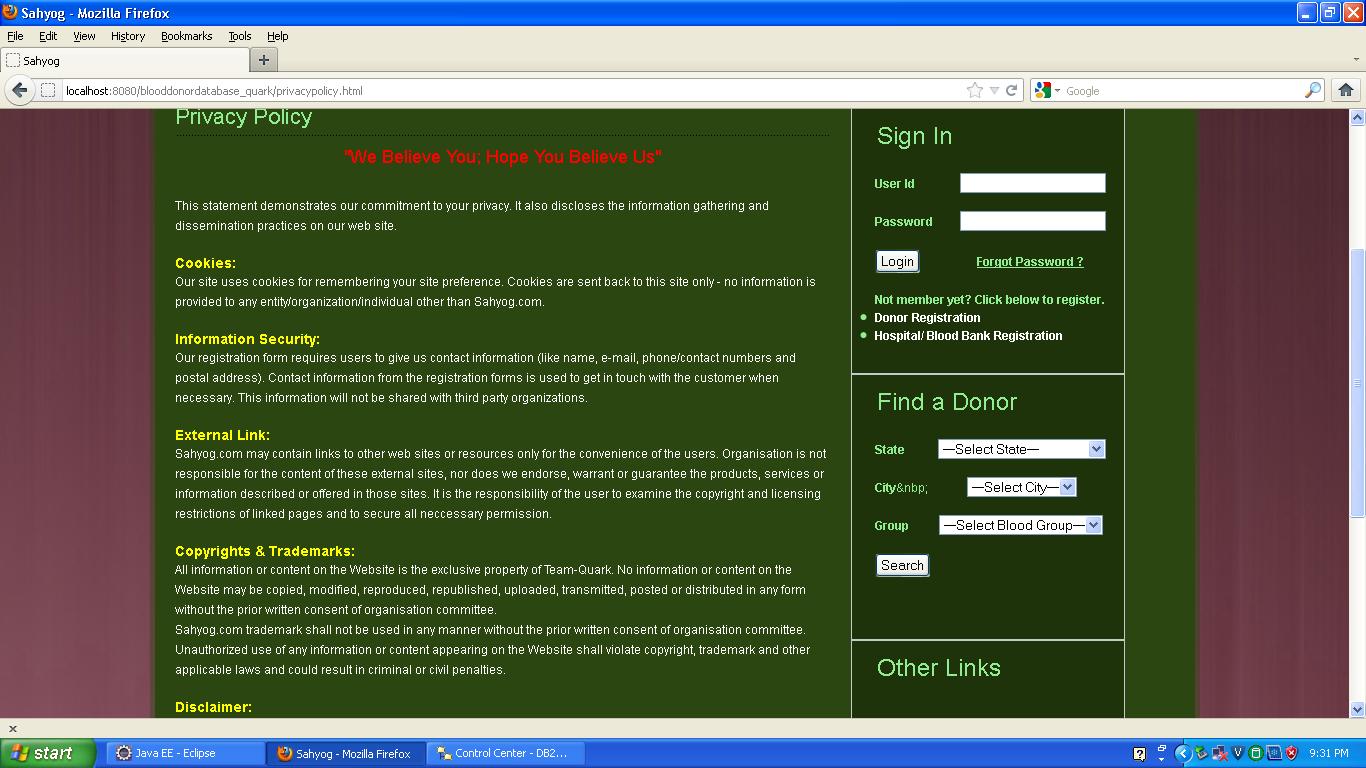 Sahyog - Mozilla Firefox
File Edit View History Bookmarks Tools Help
Sahyog
localhost:8080/blooddonordatabase_quark/privacypolicy.html
Google
Privacy Policy
"We Believe You; Hope You Believe Us"
This statement demonstrates our commitment to your privacy. It also discloses the information gathering and
dissemination practices on our web site.
Cookies:
Our site uses cookies for remembering your site preference. Cookies are sent back to this site only - no information is
provided to any entity/organization/individual other than Sahyog.com.
Information Security:
Our registration form requires users to give us contact information (like name, e-mail, phone/contact numbers and
postal address). Contact information from the registration forms is used to get in touch with the customer when
necessary. This information will not be shared with third party organizations.
External Link:
Sahyog.com may contain links to other web sites or resources only for the convenience of the users. Organisation is not
responsible for the content of these external sites, nor does we endorse, warrant or guarantee the products, services or
information described or offered in those sites. It is the responsibility of the user to examine the copyright and licensing
restrictions of linked pages and to secure all neccessary permission.
Copyrights & Trademarks:
All information or content on the Website is the exclusive property of Team-Quark. No information or content on the
Website may be copied, modified, reproduced, republished, uploaded, transmitted, posted or distributed in any form
without the prior written consent of organisation committee.
Sahyog.com trademark shall not be used in any manner without the prior written consent of organisation committee.
Unauthorized use of any information or content appearing on the Website shall violate copyright, trademark and other
applicable laws and could result in criminal or civil penalties.
Disclaimer:
Sign In
User Id
Password
Login Forgot Password ?
Not member yet? Click below to register.
Donor Registration
Hospital/ Blood Bank Registration
Find a Donor
State —Select State—
City&nbp; —Select City—
Group —Select Blood Group—
Search
Other Links
start Java EE - Eclipse Sahyog - Mozilla Firefox Control Center - DB2... 9:31 PM